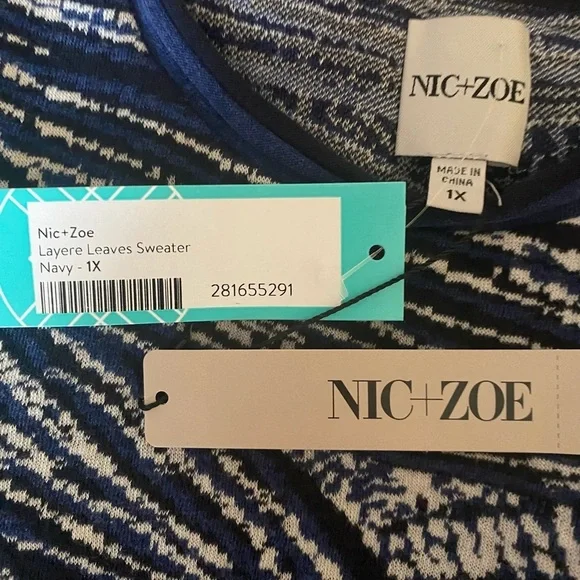 NIC+ZOE
MADE IN
CHINA
1X
Nic+Zoe
Layere Leaves Sweater
Navy - 1X
281655291
NIC+ZOE